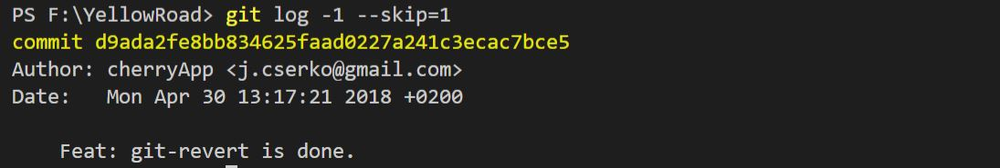 PS F:\YellowRoad> git log -1 --skip=1
commit d9ada2fe8bb834625faad0227a241c3ecac7bce5
Author: cherryApp <j.cserko@gmail.com>
Date:   Mon Apr 30 13:17:21 2018 +0200
    Feat: git-revert is done.